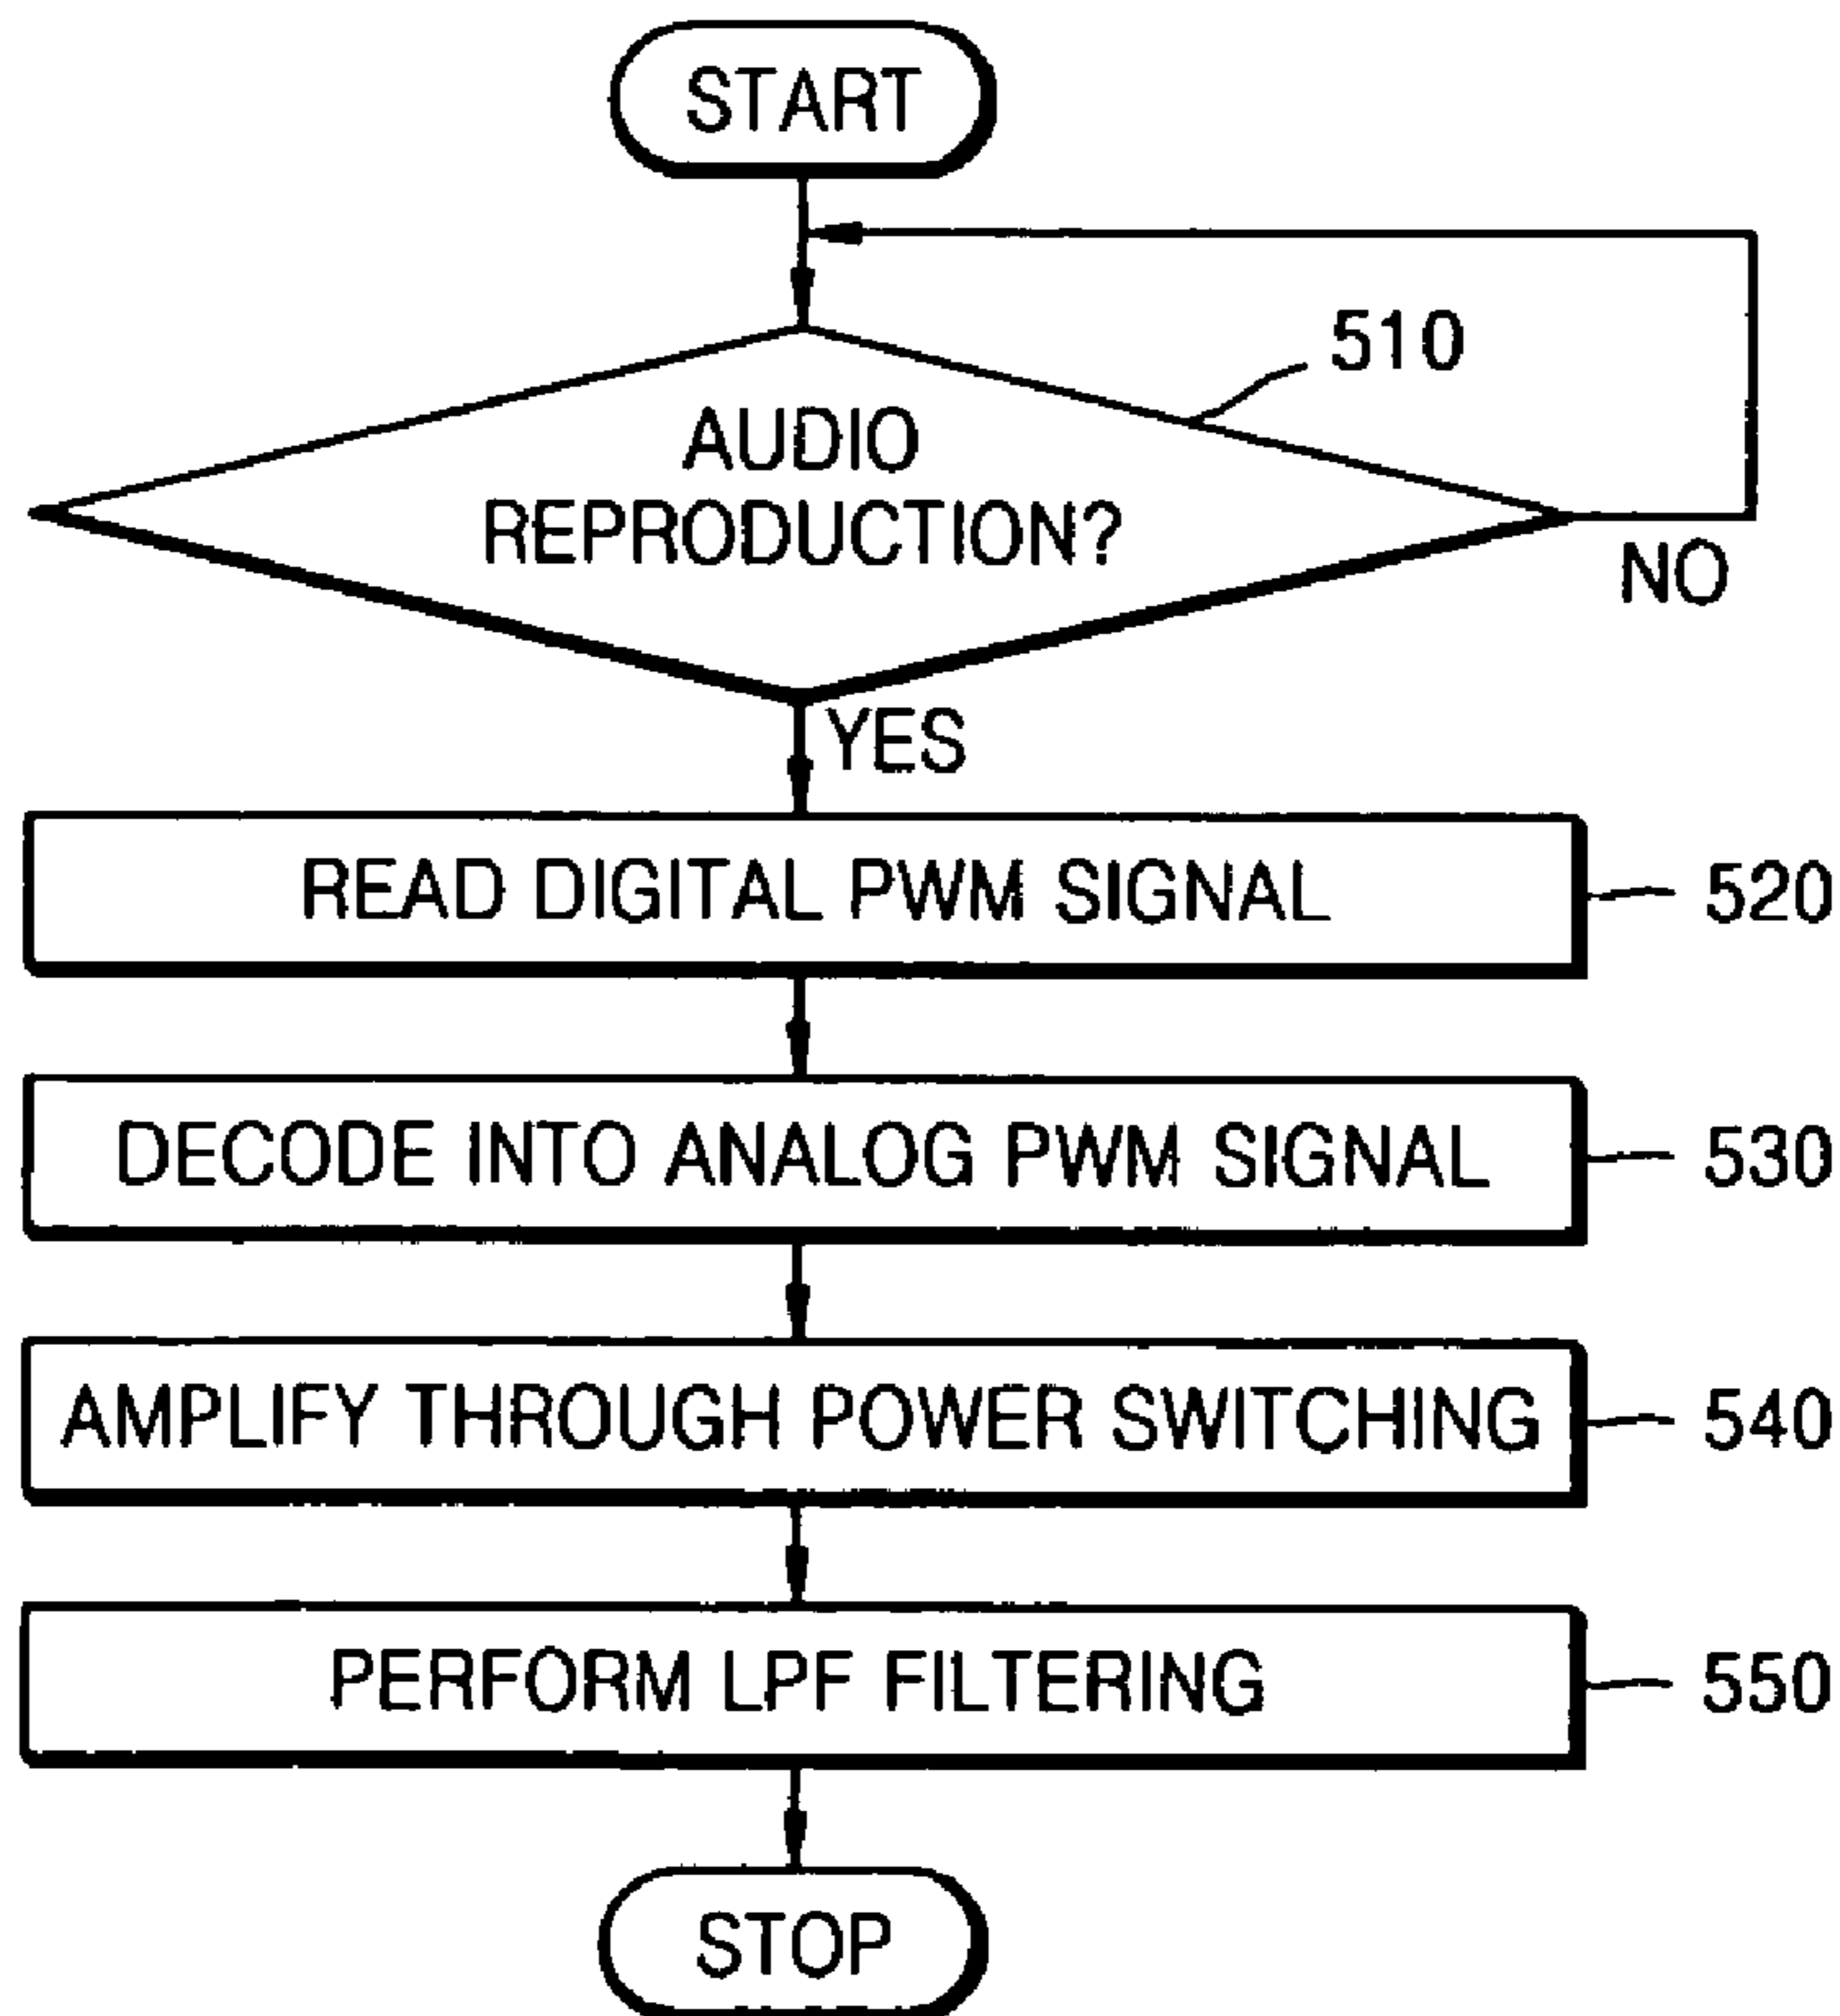 START
510
AUDIO
REPRODUCTION?
NO
YES
READ DIGITAL PWM SIGNAL
520
DECODE INTO ANALOG PWM SIGNAL
530
AMPLIFY THROUGH POWER SWITCHING
540
PERFORM LPF FILTERING
550
STOP